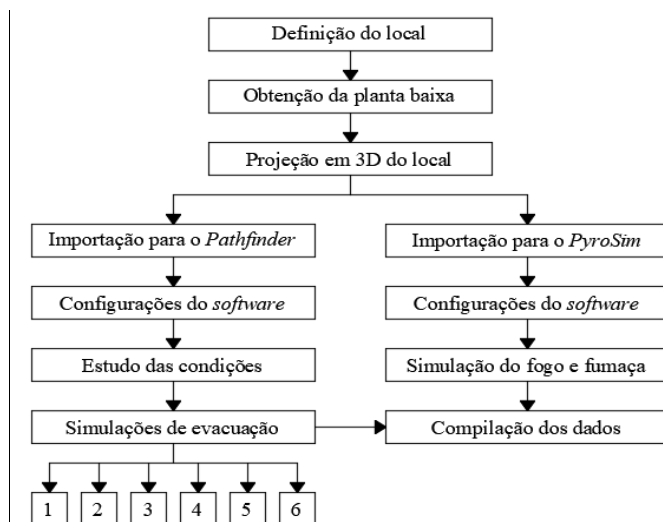 Definição do local
Obtenção da planta baixa
Projeção em 3D do local
Importação para o Pathfinder
Importação para o PyroSim
Configurações do software
Configurações do software
Estudo das condições
Simulação do fogo e fumaça
Simulações de evacuação
Compilação dos dados
1 2 3 4 5 6